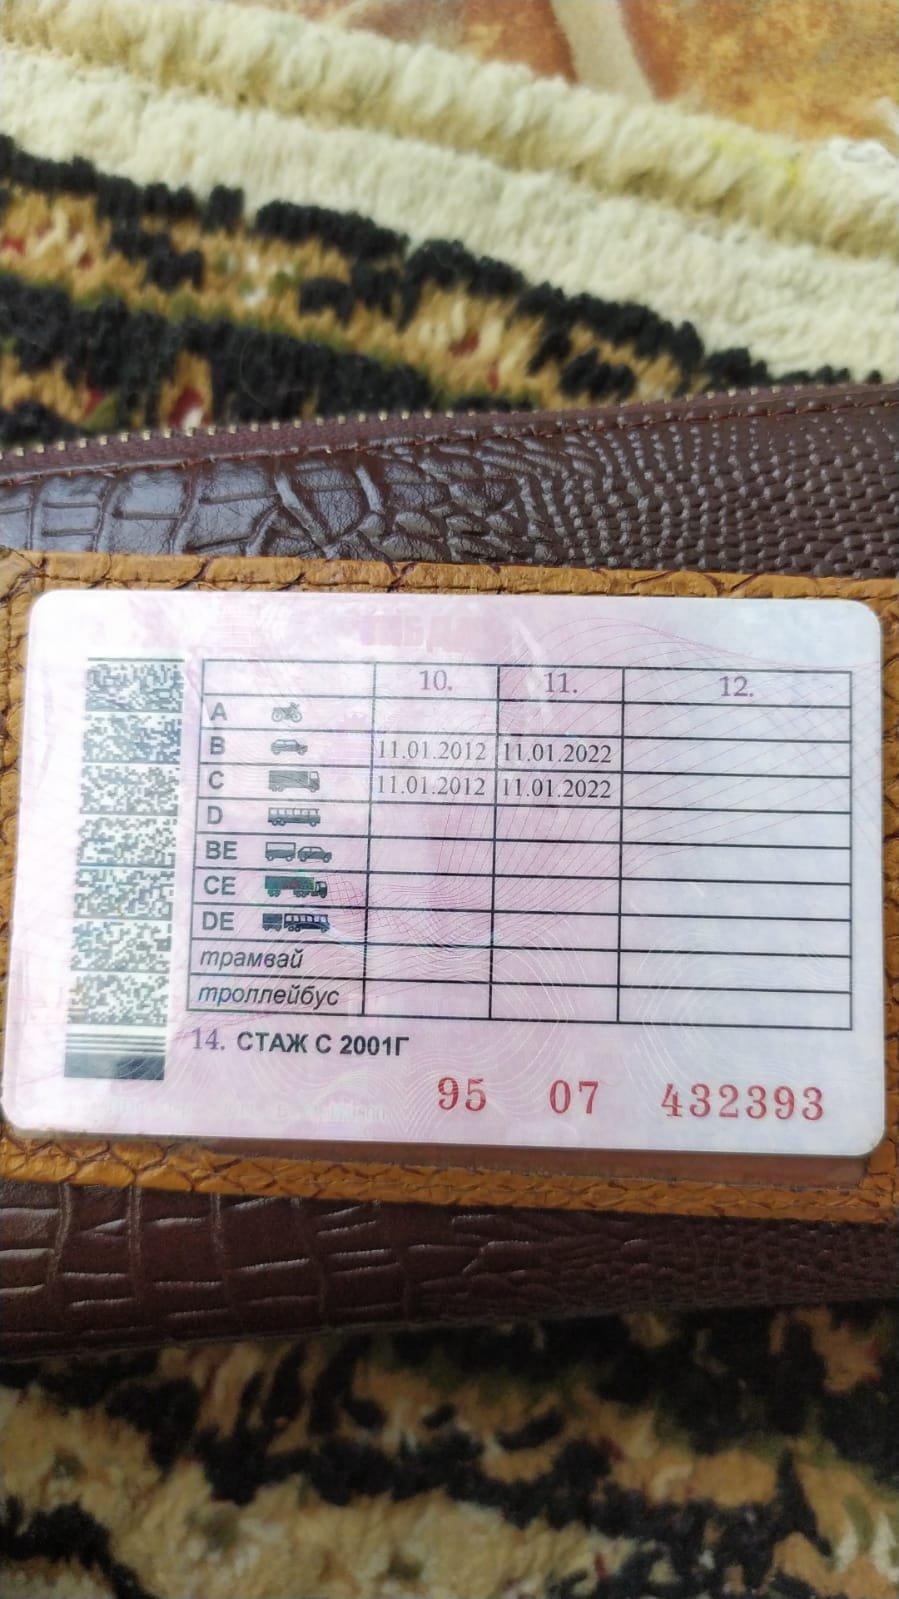 10. 11. 12.
A
B 11.01.2012 11.01.2022
C 11.01.2012 11.01.2022
D
BE
CE
DE
трамвай
троллейбус
14. СТАЖ С 2001Г
95 07 432393